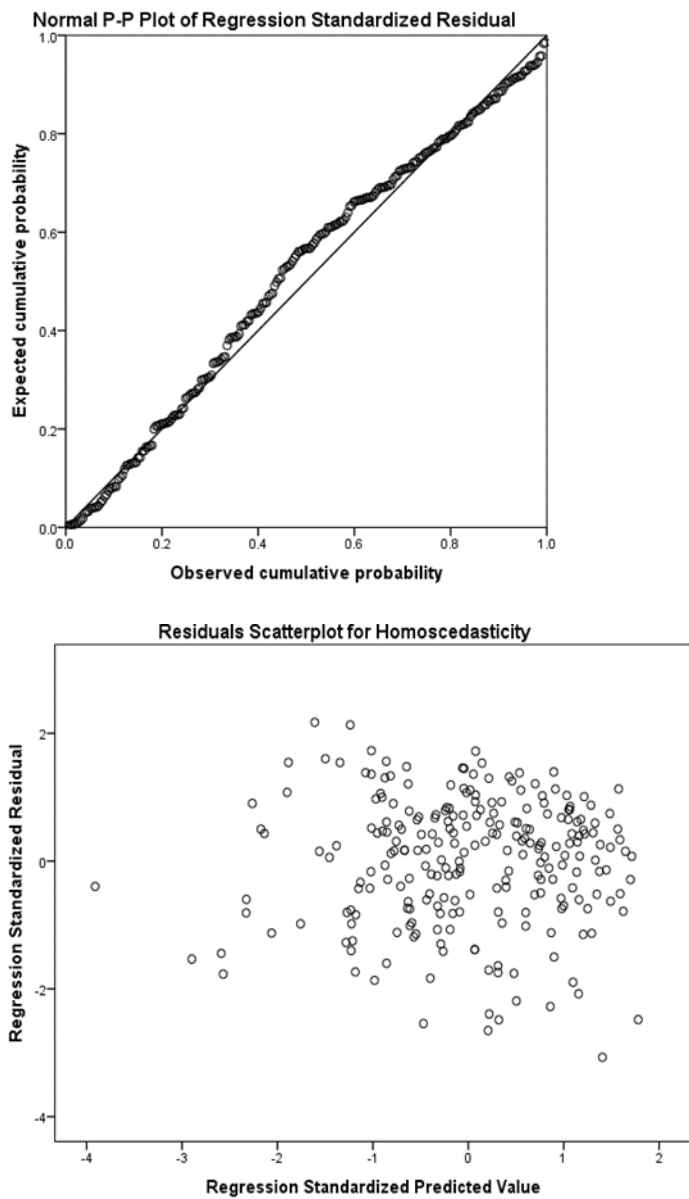 Normal P-P Plot of Regression Standardized Residual
1.0
0.8
0.6
0.4
0.2
0.0
Expected cumulative probability
0.0 0.2 0.4 0.6 0.8 1.0
Observed cumulative probability
Residuals Scatterplot for Homoscedasticity
2
0
-2
-4
Regression Standardized Residual
-4 -3 -2 -1 0 1 2
Regression Standardized Predicted Value